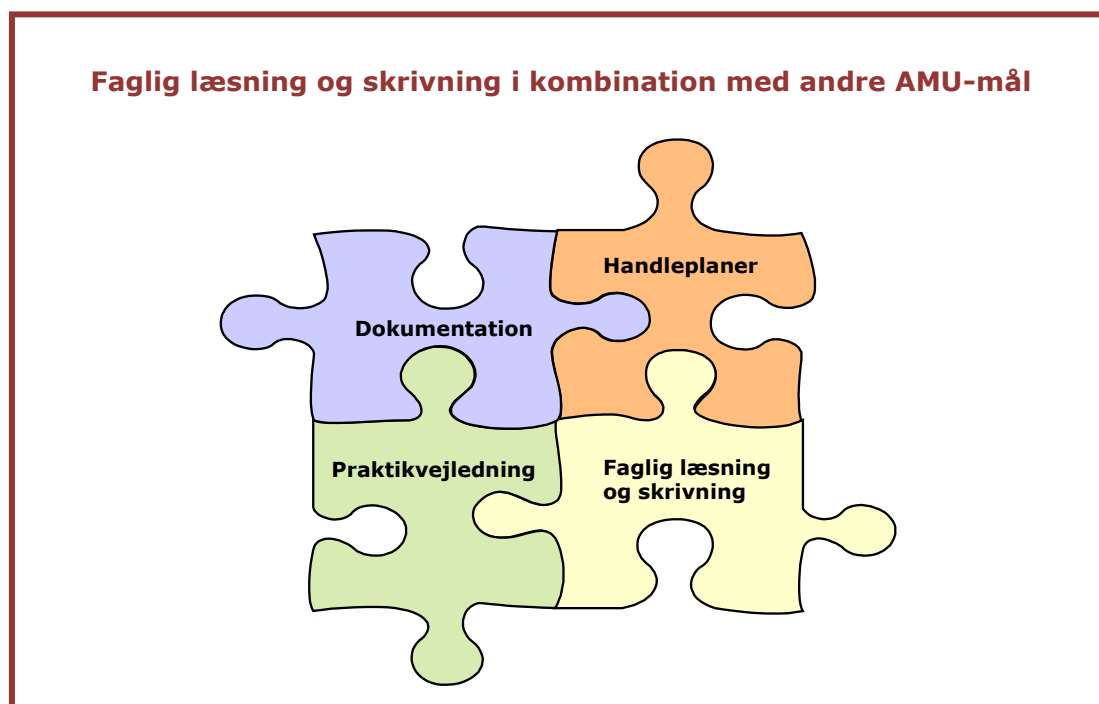 Faglig læsning og skrivning i kombination med andre AMU-mål
Handleplaner
Dokumentation
Praktikvejledning
Faglig læsning
og skrivning